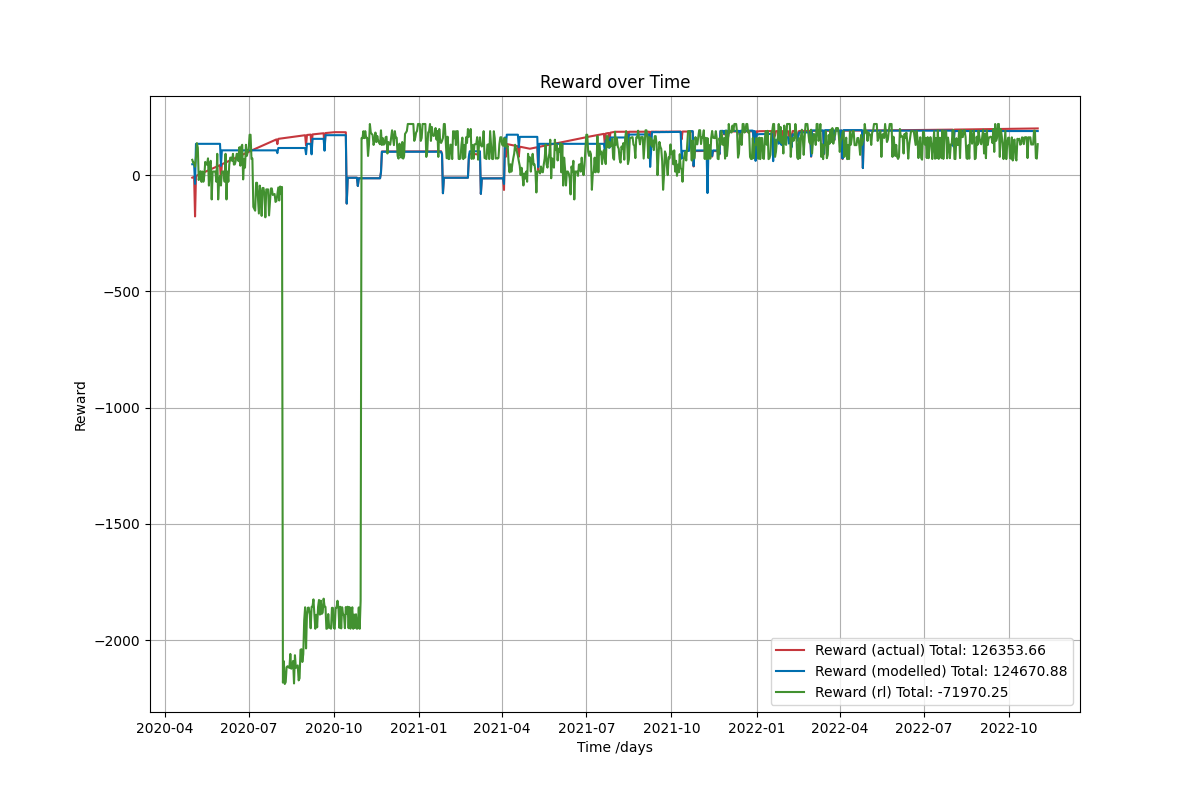 Reward over Time
Reward
0
−500
−1000
−1500
−2000
Reward (actual) Total: 126353.66
Reward (modelled) Total: 124670.88
Reward (rl) Total: -71970.25
2020-04 2020-07 2020-10 2021-01 2021-04 2021-07 2021-10 2022-01 2022-04 2022-07 2022-10
Time /days